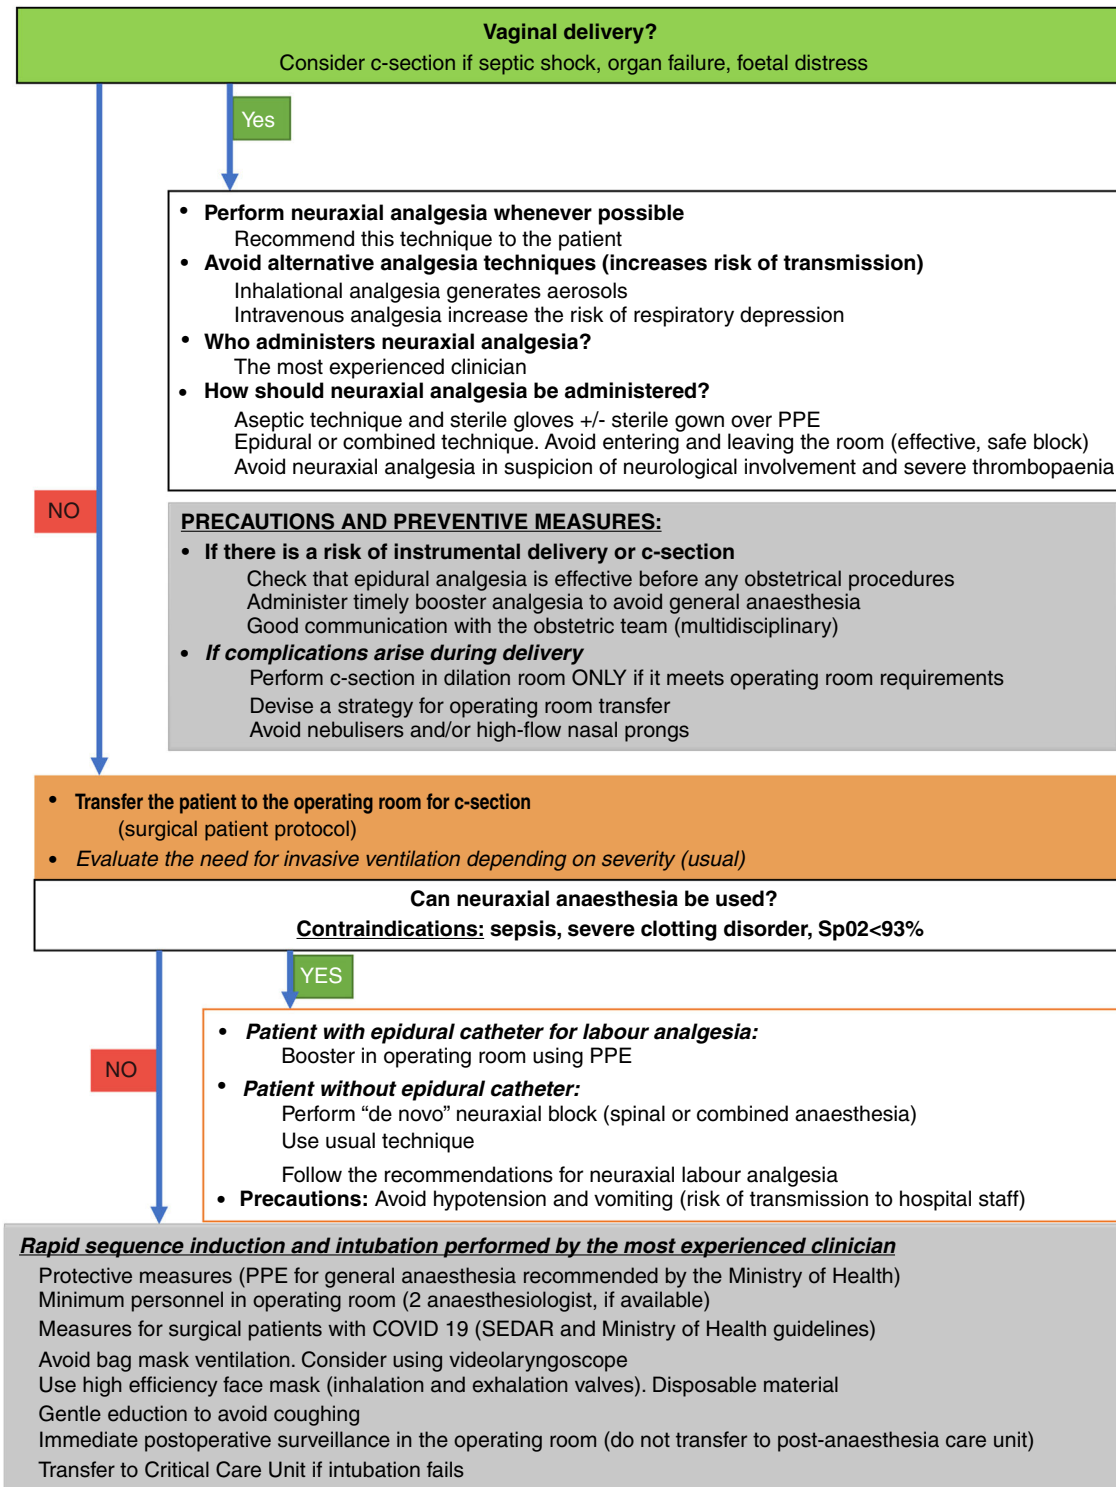 Vaginal delivery?
Consider c-section if septic shock, organ failure, foetal distress
Yes
• Perform neuraxial analgesia whenever possible
Recommend this technique to the patient
• Avoid alternative analgesia techniques (increases risk of transmission)
Inhalational analgesia generates aerosols
Intravenous analgesia increase the risk of respiratory depression
• Who administers neuraxial analgesia?
The most experienced clinician
• How should neuraxial analgesia be administered?
Aseptic technique and sterile gloves +/- sterile gown over PPE
Epidural or combined technique. Avoid entering and leaving the room (effective, safe block)
Avoid neuraxial analgesia in suspicion of neurological involvement and severe thrombopaenia
NO
PRECAUTIONS AND PREVENTIVE MEASURES:
• If there is a risk of instrumental delivery or c-section
Check that epidural analgesia is effective before any obstetrical procedures
Administer timely booster analgesia to avoid general anaesthesia
Good communication with the obstetric team (multidisciplinary)
• If complications arise during delivery
Perform c-section in dilation room ONLY if it meets operating room requirements
Devise a strategy for operating room transfer
Avoid nebulisers and/or high-flow nasal prongs
• Transfer the patient to the operating room for c-section
(surgical patient protocol)
• Evaluate the need for invasive ventilation depending on severity (usual)
Can neuraxial anaesthesia be used?
Contraindications: sepsis, severe clotting disorder, Sp02<93%
YES
• Patient with epidural catheter for labour analgesia:
Booster in operating room using PPE
NO
• Patient without epidural catheter:
Perform “de novo” neuraxial block (spinal or combined anaesthesia)
Use usual technique
Follow the recommendations for neuraxial labour analgesia
• Precautions: Avoid hypotension and vomiting (risk of transmission to hospital staff)
Rapid sequence induction and intubation performed by the most experienced clinician
Protective measures (PPE for general anaesthesia recommended by the Ministry of Health)
Minimum personnel in operating room (2 anaesthesiologist, if available)
Measures for surgical patients with COVID 19 (SEDAR and Ministry of Health guidelines)
Avoid bag mask ventilation. Consider using videolaryngoscope
Use high efficiency face mask (inhalation and exhalation valves). Disposable material
Gentle eduction to avoid coughing
Immediate postoperative surveillance in the operating room (do not transfer to post-anaesthesia care unit)
Transfer to Critical Care Unit if intubation fails